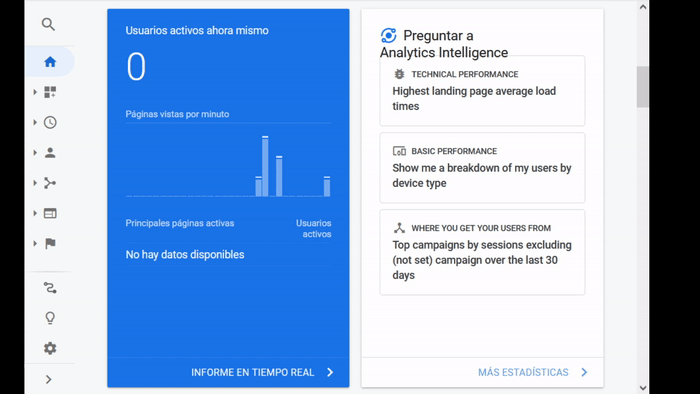 Usuarios activos ahora mismo
0
Páginas vistas por minuto
Principales páginas activas
Usuarios
activos
No hay datos disponibles
INFORME EN TIEMPO REAL
Preguntar a
Analytics Intelligence
TECHNICAL PERFORMANCE
Highest landing page average load
times
BASIC PERFORMANCE
Show me a breakdown of my users by
device type
WHERE YOU GET YOUR USERS FROM
Top campaigns by sessions excluding
(not set) campaign over the last 30
days
MÁS ESTADÍSTICAS